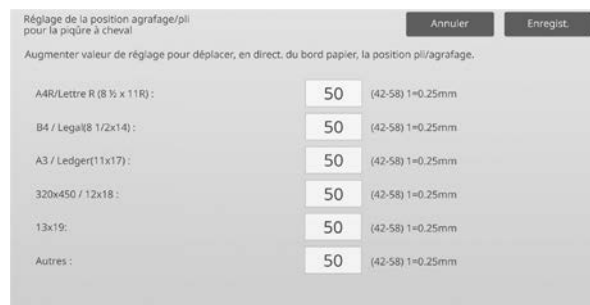 Réglage de la position agrafage/pli
pour la piqûre à cheval
Annuler
Enregist.
Augmenter valeur de réglage pour déplacer, en direct. du bord papier, la position pli/agrafage.
A4R/Lettre R (8 ½ x 11R) : 50 (42-58) 1=0.25mm
B4 / Legal(8 1/2x14) : 50 (42-58) 1=0.25mm
A3 / Ledger(11x17) : 50 (42-58) 1=0.25mm
320x450 / 12x18 : 50 (42-58) 1=0.25mm
13x19: 50 (42-58) 1=0.25mm
Autres : 50 (42-58) 1=0.25mm